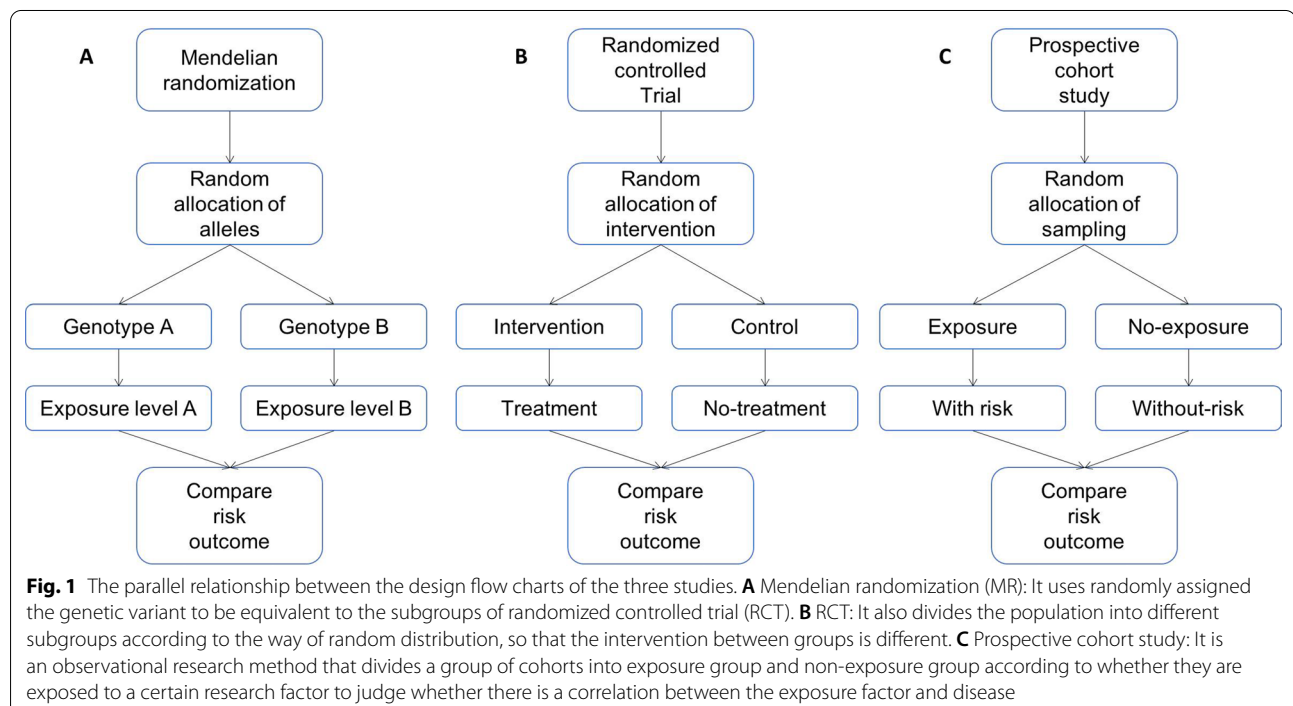 A
Mendelian
randomization
Random
allocation of
alleles
Genotype A
Genotype B
Exposure level A
Exposure level B
Compare
risk
outcome
B
Randomized
controlled
Trial
Random
allocation of
intervention
Intervention
Control
Treatment
No-treatment
Compare
risk
outcome
C
Prospective
cohort
study
Random
allocation of
sampling
Exposure
No-exposure
With risk
Without-risk
Compare
risk
outcome
Fig. 1 The parallel relationship between the design flow charts of the three studies. A Mendelian randomization (MR): It uses randomly assigned
the genetic variant to be equivalent to the subgroups of randomized controlled trial (RCT). B RCT: It also divides the population into different
subgroups according to the way of random distribution, so that the intervention between groups is different. C Prospective cohort study: It is
an observational research method that divides a group of cohorts into exposure group and non-exposure group according to whether they are
exposed to a certain research factor to judge whether there is a correlation between the exposure factor and disease